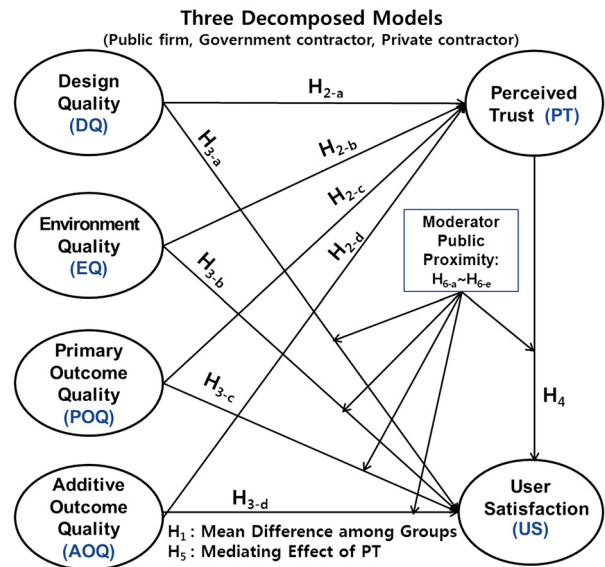 Three Decomposed Models
(Public firm, Government contractor, Private contractor)
Design
Quality
(DQ)
H2-a
Perceived
Trust (PT)
H3-a
H2-b
H2-c
H2-d
Environment
Quality
(EQ)
H3-b
Moderator
Public
Proximity:
H6-a~H6-e
Primary
Outcome
Quality
(POQ)
H3-c
H4
Additive
Outcome
Quality
(AOQ)
H3-d
User
Satisfaction
(US)
H1 : Mean Difference among Groups
H5 : Mediating Effect of PT